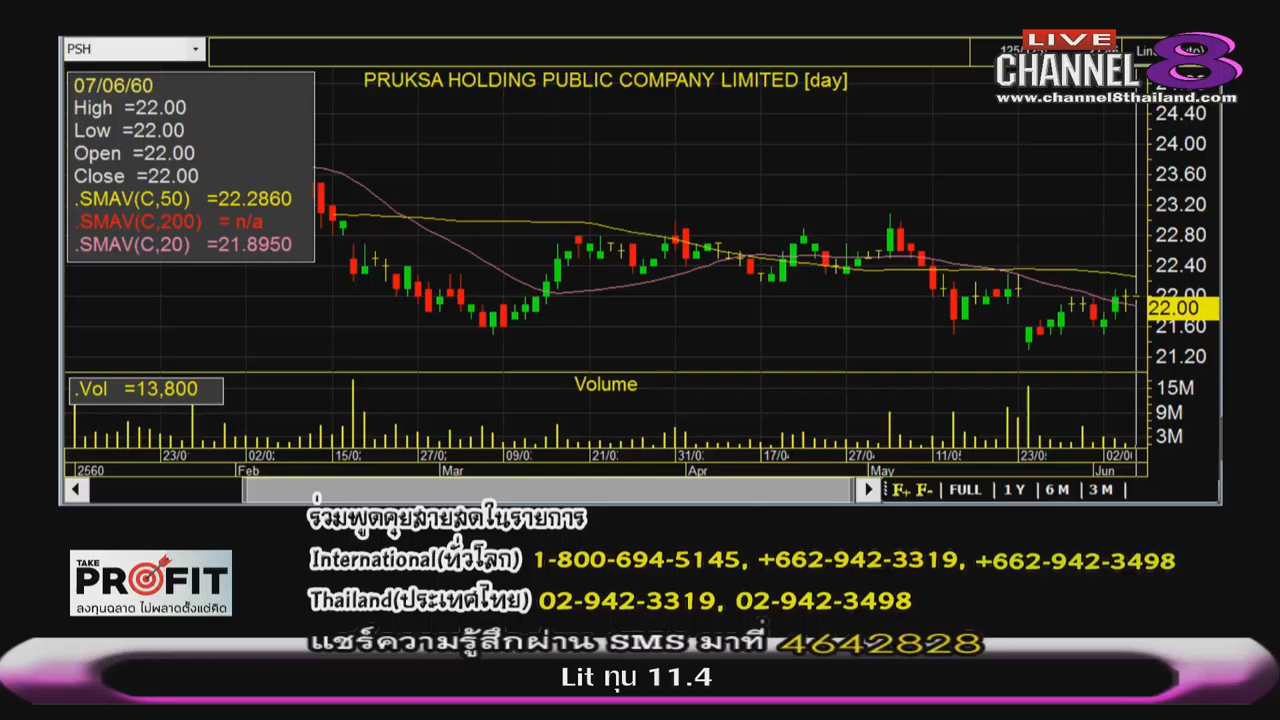 PSH
125/1
Lin
LIVE
CHANNEL 8
www.channel8thailand.com
PRUKSA HOLDING PUBLIC COMPANY LIMITED [day]
07/06/60
High =22.00
Low =22.00
Open =22.00
Close =22.00
.SMAV(C,50) =22.2860
.SMAV(C,200) = n/a
.SMAV(C,20) =21.8950
24.40
24.00
23.60
23.20
22.80
22.40
22.00
22.00
21.60
21.20
.Vol =13,800
Volume
15M
9M
3M
23/0 02/0 15/0 27/0 09/0 21/0 31/0 17/0 27/0 11/0 23/0 02/0
2560 Feb Mar Apr May Jun
F+ F- FULL 1 Y 6 M 3 M
ร่วมพูดคุยสายสดในรายการ
International(ทั่วโลก) 1-800-694-5145, +662-942-3319, +662-942-3498
TAKE
PROFIT
ลงทุนฉลาด ไม่พลาดตั้งแต่คิด
Thailand(ประเทศไทย) 02-942-3319, 02-942-3498
แชร์ความรู้สึกผ่าน SMS มาที่ 4642828
Lit ทุน 11.4